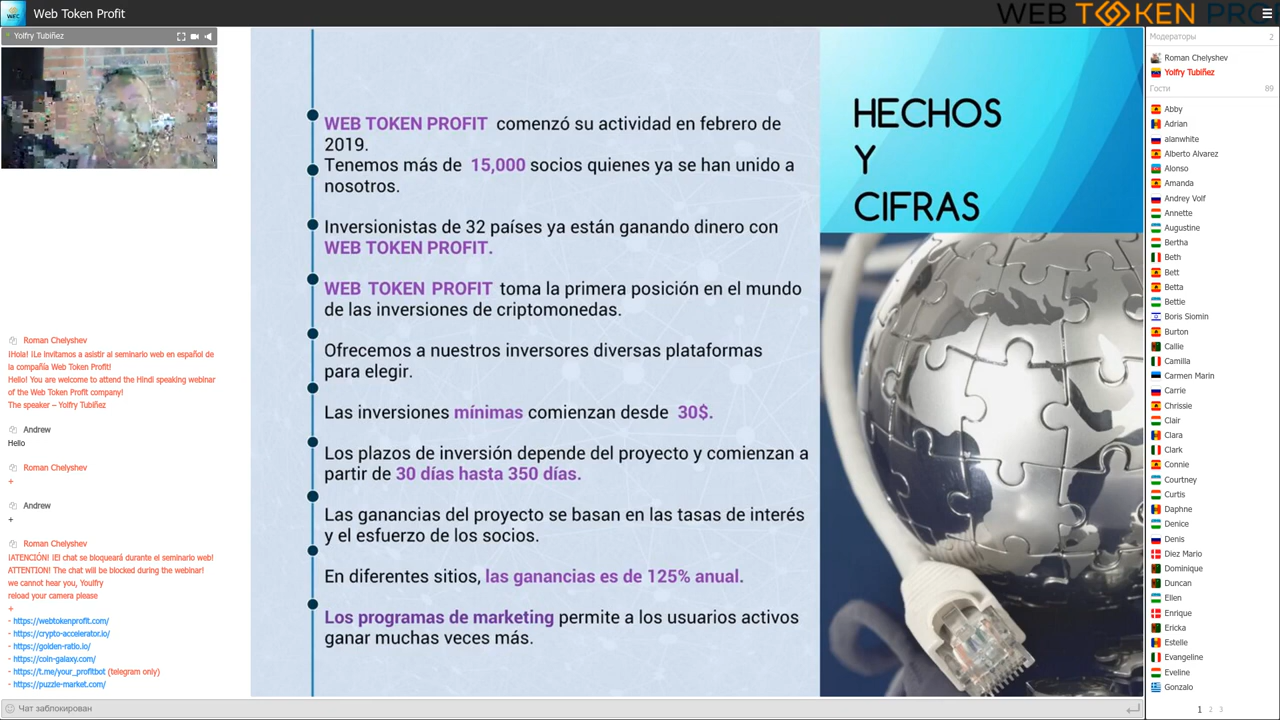 WEC
Web Token Profit
WEB TOKEN PROF
Yolfry Tubiñez
Roman Chelyshev
¡Hola! ¡Le invitamos a asistir al seminario web en español de
la compañía Web Token Profit!
Hello! You are welcome to attend the Hindi speaking webinar
of the Web Token Profit company!
The speaker – Yolfry Tubiñez
Andrew
Hello
Roman Chelyshev
+
Andrew
+
Roman Chelyshev
¡ATENCIÓN! ¡El chat se bloqueará durante el seminario web!
ATTENTION! The chat will be blocked during the webinar!
we cannot hear you, Youlfry
reload your camera please
+
- https://webtokenprofit.com/
- https://crypto-accelerator.io/
- https://golden-ratio.io/
- https://coin-galaxy.com/
- https://t.me/your_profitbot (telegram only)
- https://puzzle-market.com/
Чат заблокирован
WEB TOKEN PROFIT comenzó su actividad en febrero de
2019.
Tenemos más de 115,000 socios quienes ya se han unido a
nosotros.
Inversionistas de 32 países ya están ganando dinero con
WEB TOKEN PROFIT.
WEB TOKEN PROFIT toma la primera posición en el mundo
de las inversiones de criptomonedas.
Ofrecemos a nuestros inversores diversas plataformas
para elegir.
Las inversiones mínimas comienzan desde 30$.
Los plazos de inversión depende del proyecto y comienzan a
partir de 30 días hasta 350 días.
Las ganancias del proyecto se basan en las tasas de interés
y el esfuerzo de los socios.
En diferentes sitios, las ganancias es de 125% anual.
Los programas de marketing permite a los usuarios activos
ganar muchas veces más.
HECHOS
Y
CIFRAS
Модераторы 2
Roman Chelyshev
Yolfry Tubiñez
Гости 89
Abby
Adrian
alanwhite
Alberto Alvarez
Alonso
Amanda
Andrey Volf
Annette
Augustine
Bertha
Beth
Bett
Betta
Bettie
Boris Siomin
Burton
Callie
Camilla
Carmen Marin
Carrie
Chrissie
Clair
Clara
Clark
Connie
Courtney
Curtis
Daphne
Denice
Denis
Diez Mario
Dominique
Duncan
Ellen
Enrique
Ericka
Estelle
Evangeline
Eveline
Gonzalo
1 2 3